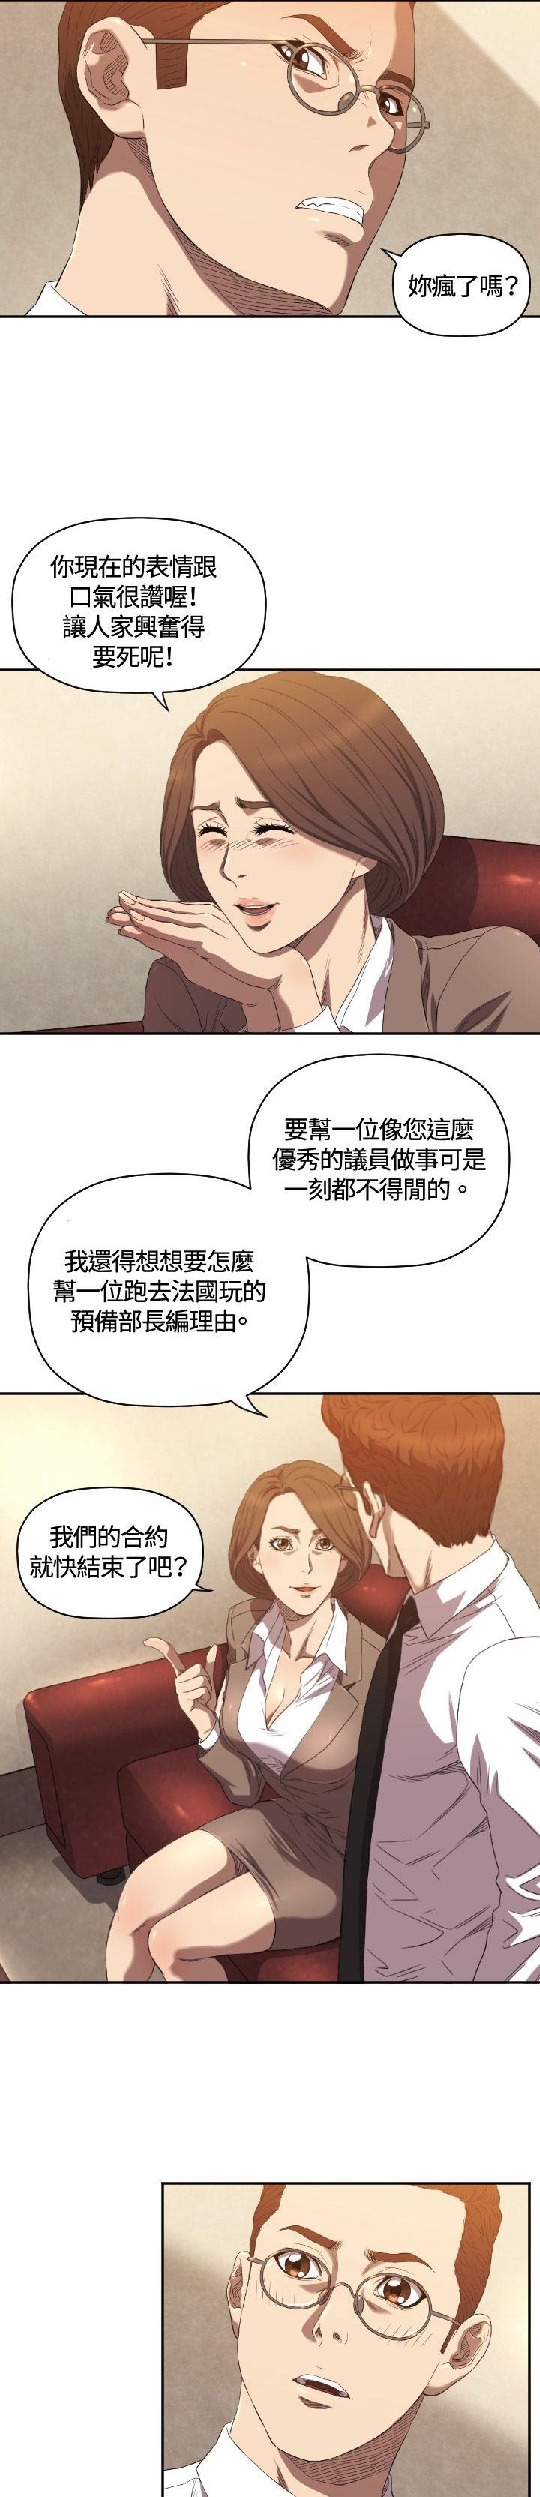 妳瘋了嗎？
你現在的表情跟
口氣很讚喔！
讓人家興奮得
要死呢！
要幫一位像您這麼
優秀的議員做事可是
一刻都不得閒的。
我還得想想要怎麼
幫一位跑去法國玩的
預備部長編理由。
我們的合約
就快結束了吧？